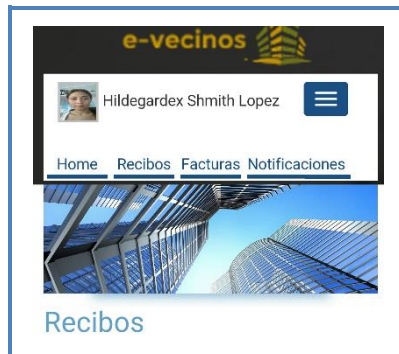 e-vecinos
Hildegardex Shmith Lopez
Home Recibos Facturas Notificaciones
Recibos